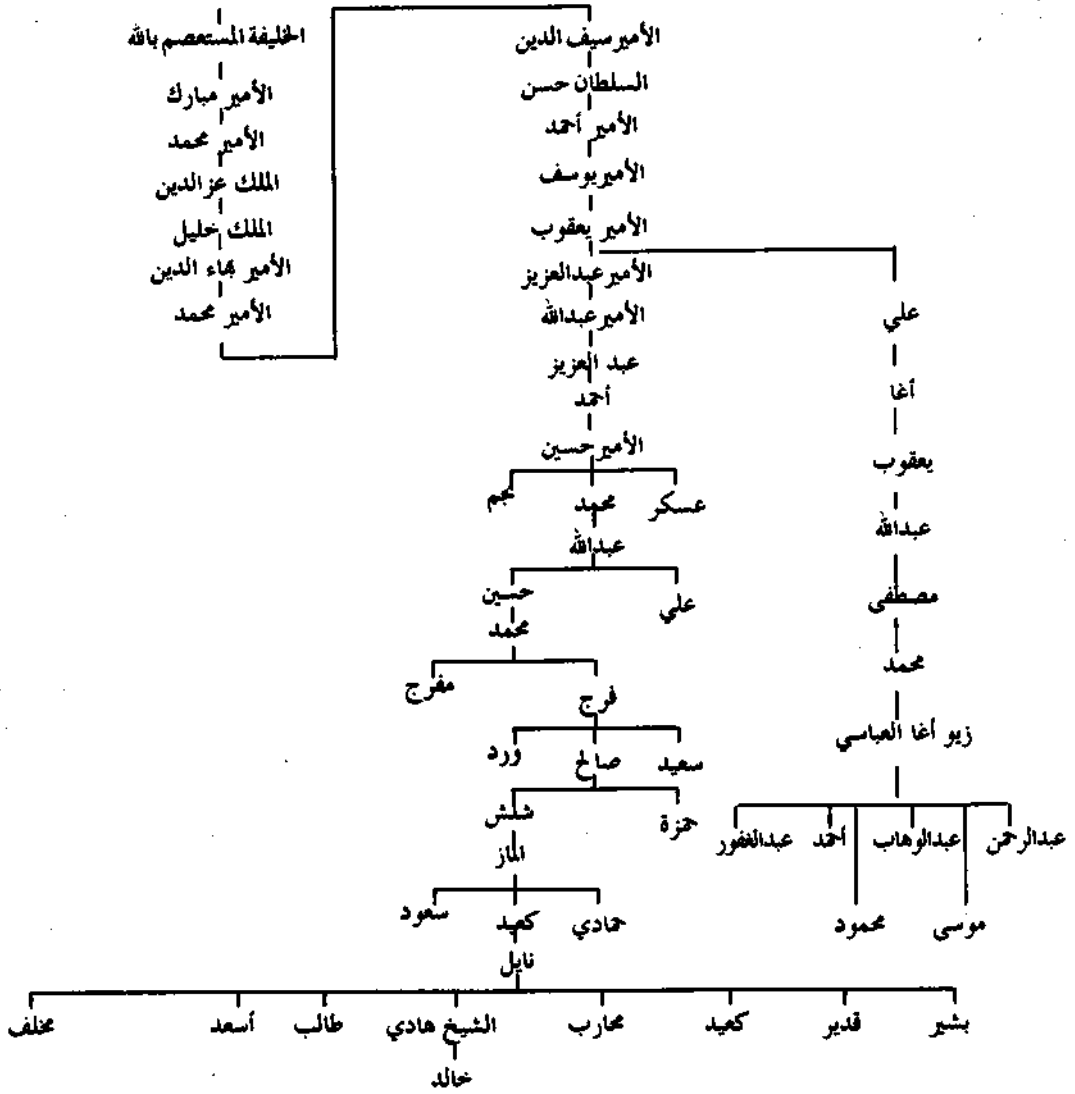 الخليفة المستعصم بالله
الأمير مبارك
الأمير محمد
الملك عزالدين
الملك خليل
الأمير بهاء الدين
الأمير محمد
الأمير سيف الدين
السلطان حسن
الأمير أحمد
الأمير يوسف
الأمير يعقوب
الأمير عبدالعزيز
الأمير عبدالله
عبد العزيز
أحمد
الأمير حسين
عسكر محمد نجم
عبدالله
علي حسين
محمد
فرج مفرج
سعيد صالح ورد
حمزة شلش
الماز
حمادي كعيد سعود
نايل
بشير قدير كعيد محارب الشيخ هادي طالب أسعد مخلف
خالد
علي
أغا
يعقوب
عبدالله
مصطفى
محمد
زيو أغا العباسي
عبدالرحمن عبدالوهاب أحمد عبدالغفور
موسى محمود